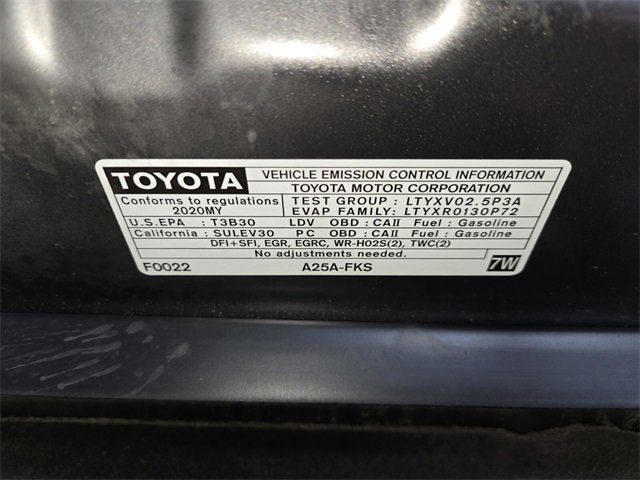 TOYOTA VEHICLE EMISSION CONTROL INFORMATION
TOYOTA MOTOR CORPORATION
Conforms to regulations 2020MY
TEST GROUP : LTYXV02.5P3A
EVAP FAMILY: LTYXR0130P72
U.S.EPA : T3B30 LDV OBD : CAII Fuel : Gasoline
California : SULEV30 PC OBD : CAII Fuel : Gasoline
DFI+SFI, EGR, EGRC, WR-HO2S(2), TWC(2)
No adjustments needed.
F0022 A25A-FKS 7W